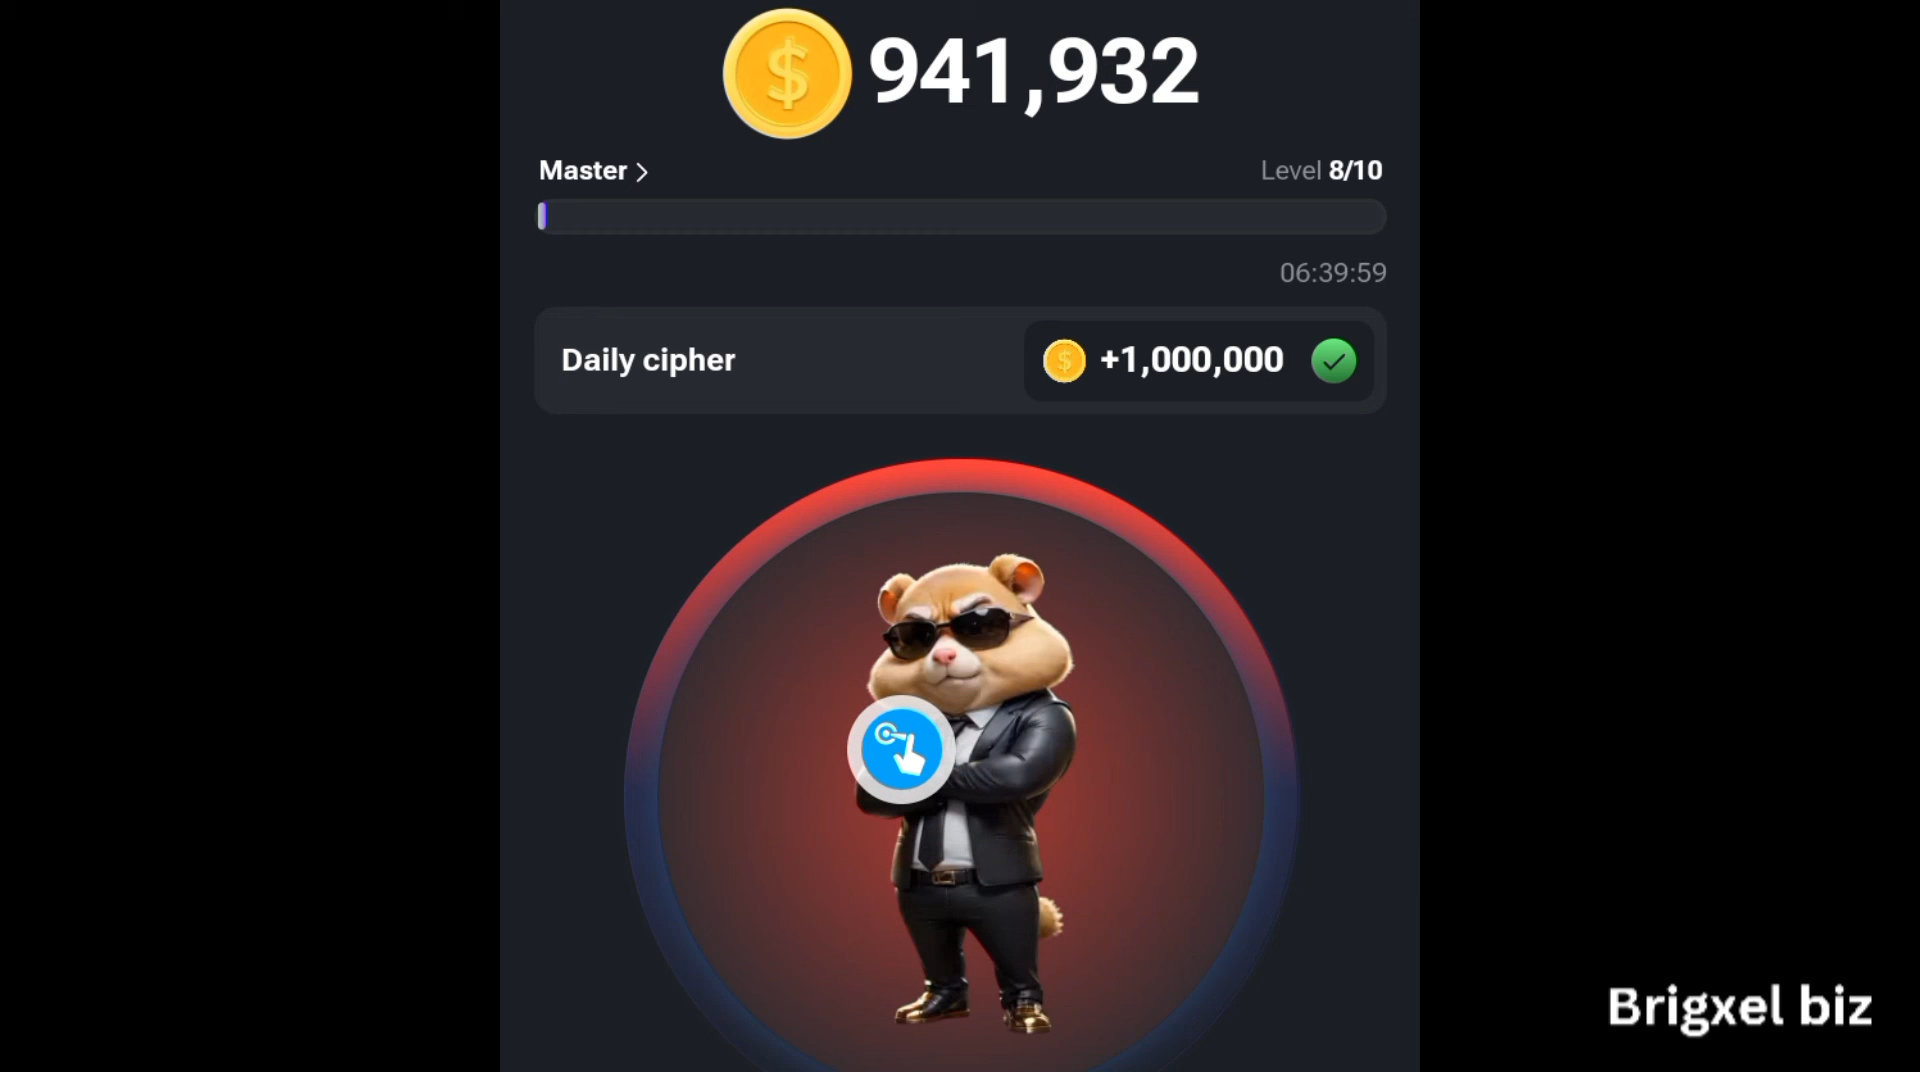 941,932
Master >
Level 8/10
06:39:59
Daily cipher
+1,000,000
Brigxel biz